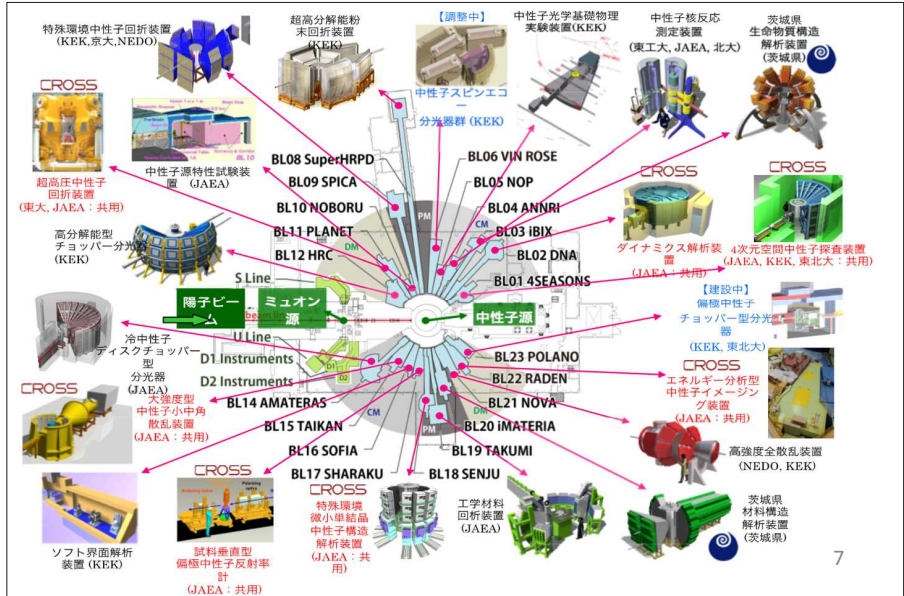 特殊環境中性子回折装置
(KEK,京大,NEDO)
超高分解能粉
末回折装置
(KEK)
【調整中】
中性子スピンエコ
ー
分光器群 (KEK)
中性子光学基礎物理
実験装置(KEK)
中性子核反応
測定装置
(東工大, JAEA, 北大)
茨城県
生命物質構造
解析装置
(茨城県)
CROSS
超高圧中性子
回折装置
(東大, JAEA：共用)
BL.10
中性子源特性試験装
置 (JAEA)
高分解能型
チョッパー分光器
(KEK)
CROSS
ダイナミクス解析装
置
(JAEA：共用)
CROSS
4次元空間中性子探査装置
(JAEA, KEK, 東北大：共用)
BL08 SuperHRPD
BL09 SPICA
BL10 NOBORU
BL11 PLANET
BL12 HRC
BL06 VIN ROSE
BL05 NOP
BL04 ANNRI
BL03 iBIX
BL02 DNA
BL01 4SEASONS
PM
CM
DM
S Line
陽子ビー
ム
ミュオン
源
中性子源
U Line
D1 Instruments
D2 Instruments
D1
D2
【建設中】
偏極中性子
チョッパー型分光
器
(KEK, 東北大)
冷中性子
ディスクチョッパー
型
分光器
(JAEA)
BL23 POLANO
BL22 RADEN
BL21 NOVA
BL20 iMATERIA
BL19 TAKUMI
BL18 SENJU
BL14 AMATERAS
BL15 TAIKAN
BL16 SOFIA
BL17 SHARAKU
CM
DM
PM
CROSS
エネルギー分析型
中性子イメージン
グ装置
(JAEA：共用)
CROSS
大強度型
中性子小中角
散乱装置
(JAEA：共用)
高強度全散乱装置
(NEDO, KEK)
ソフト界面解析
装置 (KEK)
CROSS
試料垂直型
偏極中性子反射率
計
(JAEA：共用)
CROSS
特殊環境
微小単結晶
中性子構造
解析装置
(JAEA：共
用)
工学材料
回析装置
(JAEA)
茨城県
材料構造
解析装置
(茨城県)
7